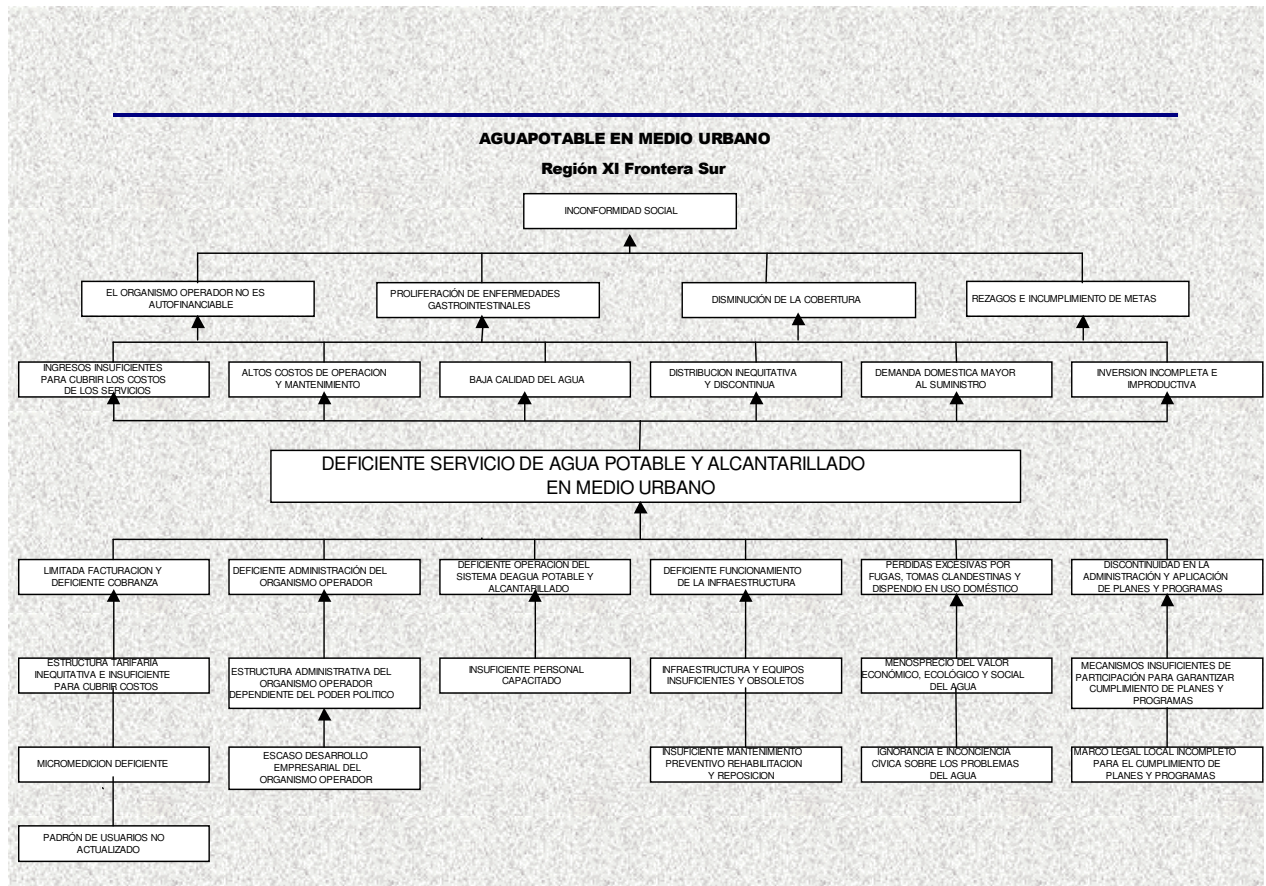 AGUAPOTABLE EN MEDIO URBANO
Región XI Frontera Sur
INCONFORMIDAD SOCIAL
EL ORGANISMO OPERADOR NO ES
AUTOFINANCIABLE
PROLIFERACIÓN DE ENFERMEDADES
GASTROINTESTINALES
DISMINUCIÓN DE LA COBERTURA
REZAGOS E INCUMPLIMIENTO DE METAS
INGRESOS INSUFICIENTES
PARA CUBRIR LOS COSTOS
DE LOS SERVICIOS
ALTOS COSTOS DE OPERACION
Y MANTENIMIENTO
BAJA CALIDAD DEL AGUA
DISTRIBUCION INEQUITATIVA
Y DISCONTINUA
DEMANDA DOMESTICA MAYOR
AL SUMINISTRO
INVERSION INCOMPLETA E
IMPRODUCTIVA
DEFICIENTE SERVICIO DE AGUA POTABLE Y ALCANTARILLADO
EN MEDIO URBANO
LIMITADA FACTURACION Y
DEFICIENTE COBRANZA
DEFICIENTE ADMINISTRACIÓN DEL
ORGANISMO OPERADOR
DEFICIENTE OPERACION DEL
SISTEMA DEAGUA POTABLE Y
ALCANTARILLADO
DEFICIENTE FUNCIONAMIENTO
DE LA INFRAESTRUCTURA
PERDIDAS EXCESIVAS POR
FUGAS, TOMAS CLANDESTINAS Y
DISPENDIO EN USO DOMÉSTICO
DISCONTINUIDAD EN LA
ADMINISTRACIÓN Y APLICACIÓN
DE PLANES Y PROGRAMAS
ESTRUCTURA TARIFARIA
INEQUITATIVA E INSUFICIENTE
PARA CUBRIR COSTOS
ESTRUCTURA ADMINISTRATIVA DEL
ORGANISMO OPERADOR
DEPENDIENTE DEL PODER POLÍTICO
INSUFICIENTE PERSONAL
CAPACITADO
INFRAESTRUCTURA Y EQUIPOS
INSUFICIENTES Y OBSOLETOS
MENOSPRECIO DEL VALOR
ECONÓMICO, ECOLÓGICO Y SOCIAL
DEL AGUA
MECANISMOS INSUFICIENTES DE
PARTICIPACIÓN PARA GARANTIZAR
CUMPLIMIENTO DE PLANES Y
PROGRAMAS
MICROMEDICION DEFICIENTE
ESCASO DESARROLLO
EMPRESARIAL DEL
ORGANISMO OPERADOR
INSUFICIENTE MANTENIMIENTO
PREVENTIVO REHABILITACION
Y REPOSICION
IGNORANCIA E INCONCIENCIA
CIVICA SOBRE LOS PROBLEMAS
DEL AGUA
MARCO LEGAL LOCAL INCOMPLETO
PARA EL CUMPLIMIENTO DE
PLANES Y PROGRAMAS
PADRÓN DE USUARIOS NO
ACTUALIZADO